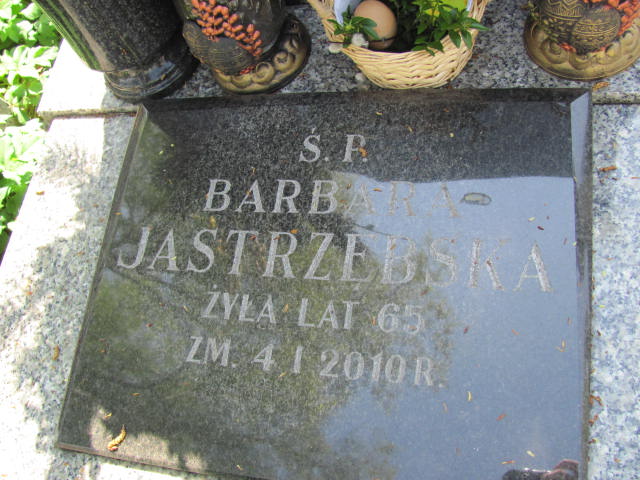 Ś. P.
BARBARA
JASTRZĘBSKA
ŻYŁA LAT 65
ZM. 4 I 2010 R.